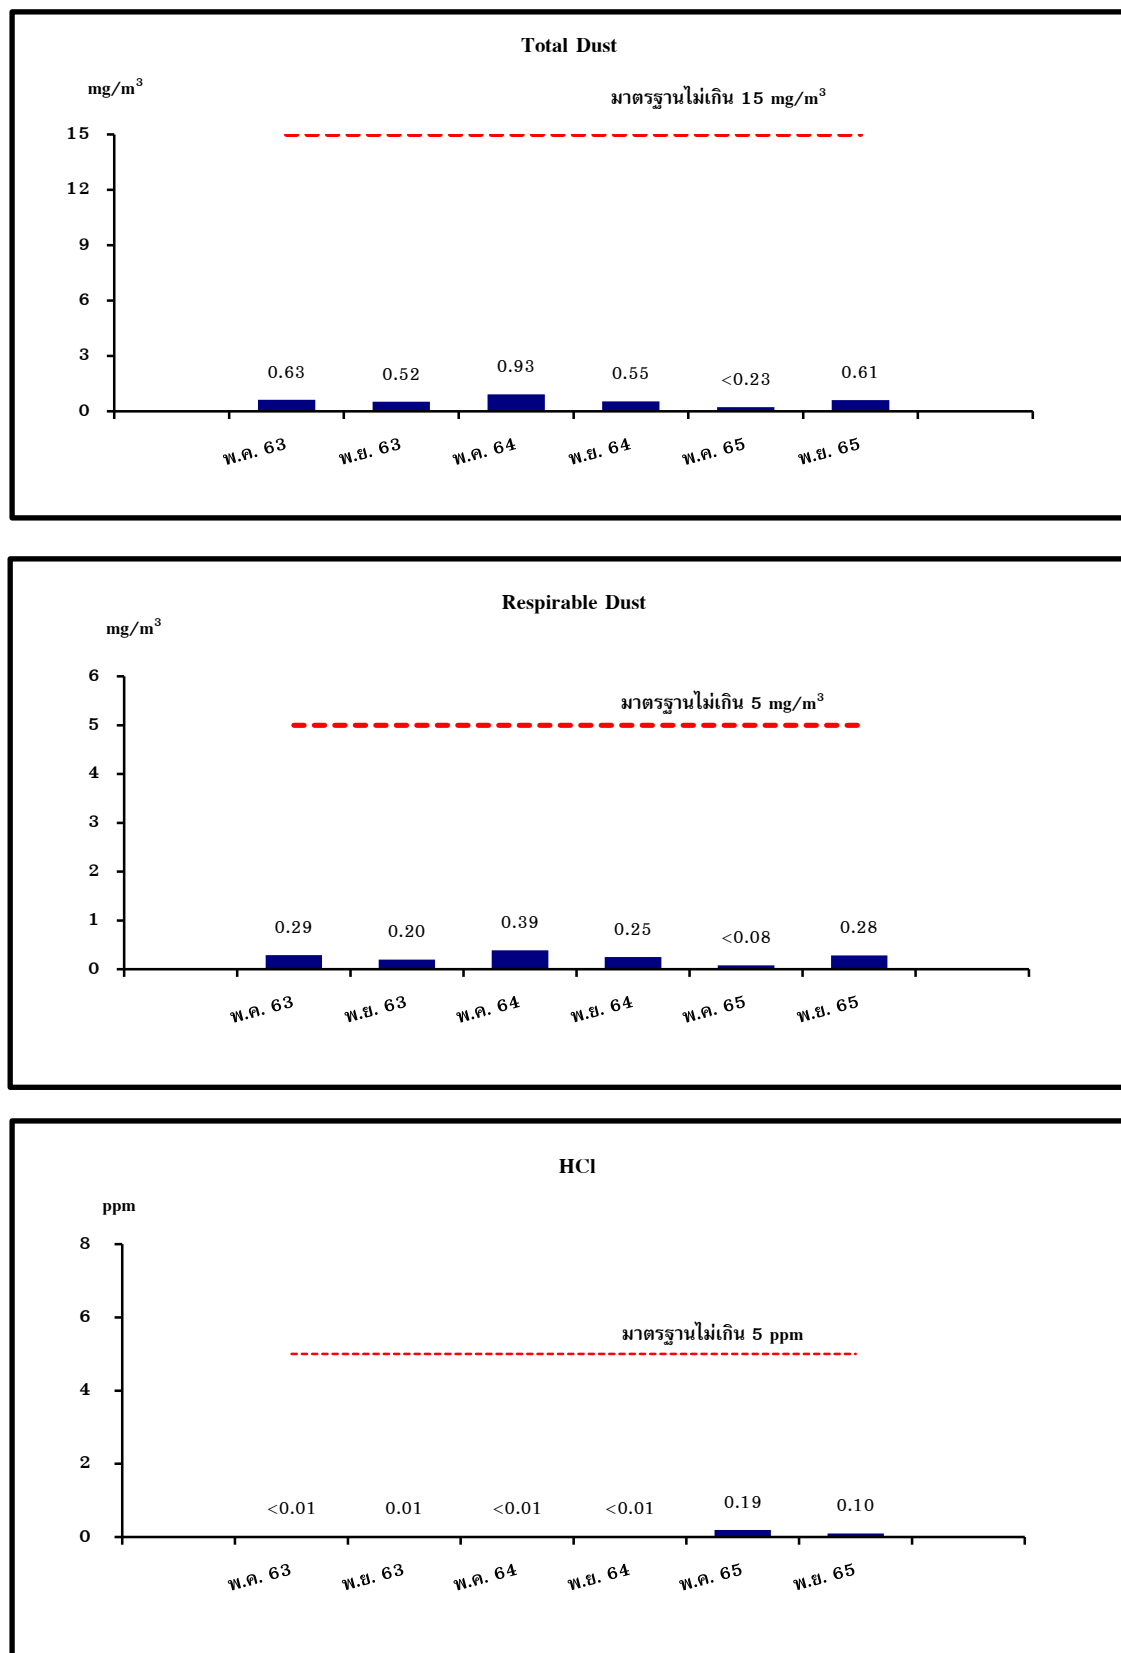 Total Dust
mg/m³
มาตรฐานไม่เกิน 15 mg/m³
15
12
9
6
3
0
0.63 0.52 0.93 0.55 <0.23 0.61
พ.ค. 63 พ.ย. 63 พ.ค. 64 พ.ย. 64 พ.ค. 65 พ.ย. 65
Respirable Dust
mg/m³
6
มาตรฐานไม่เกิน 5 mg/m³
5
4
3
2
1
0
0.29 0.20 0.39 0.25 <0.08 0.28
พ.ค. 63 พ.ย. 63 พ.ค. 64 พ.ย. 64 พ.ค. 65 พ.ย. 65
HCl
ppm
8
6
มาตรฐานไม่เกิน 5 ppm
4
2
0
<0.01 0.01 <0.01 <0.01 0.19 0.10
พ.ค. 63 พ.ย. 63 พ.ค. 64 พ.ย. 64 พ.ค. 65 พ.ย. 65